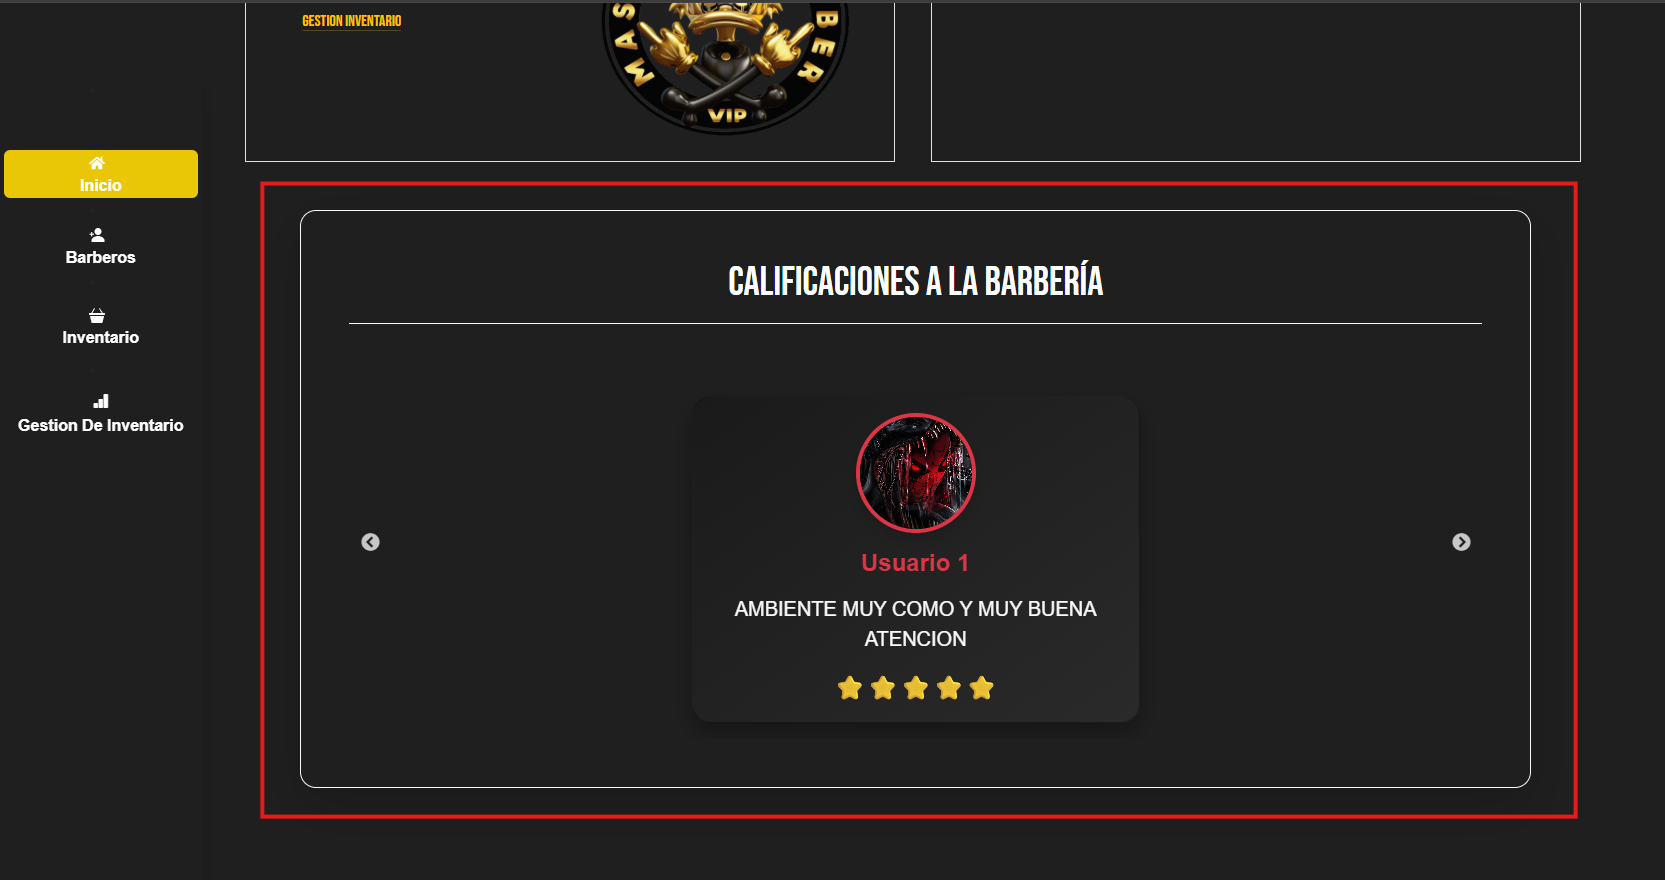 GESTION INVENTARIO
MAS
BER
VIP
Inicio
Barberos
Inventario
Gestion De Inventario
CALIFICACIONES A LA BARBERÍA
Usuario 1
AMBIENTE MUY COMO Y MUY BUENA
ATENCION